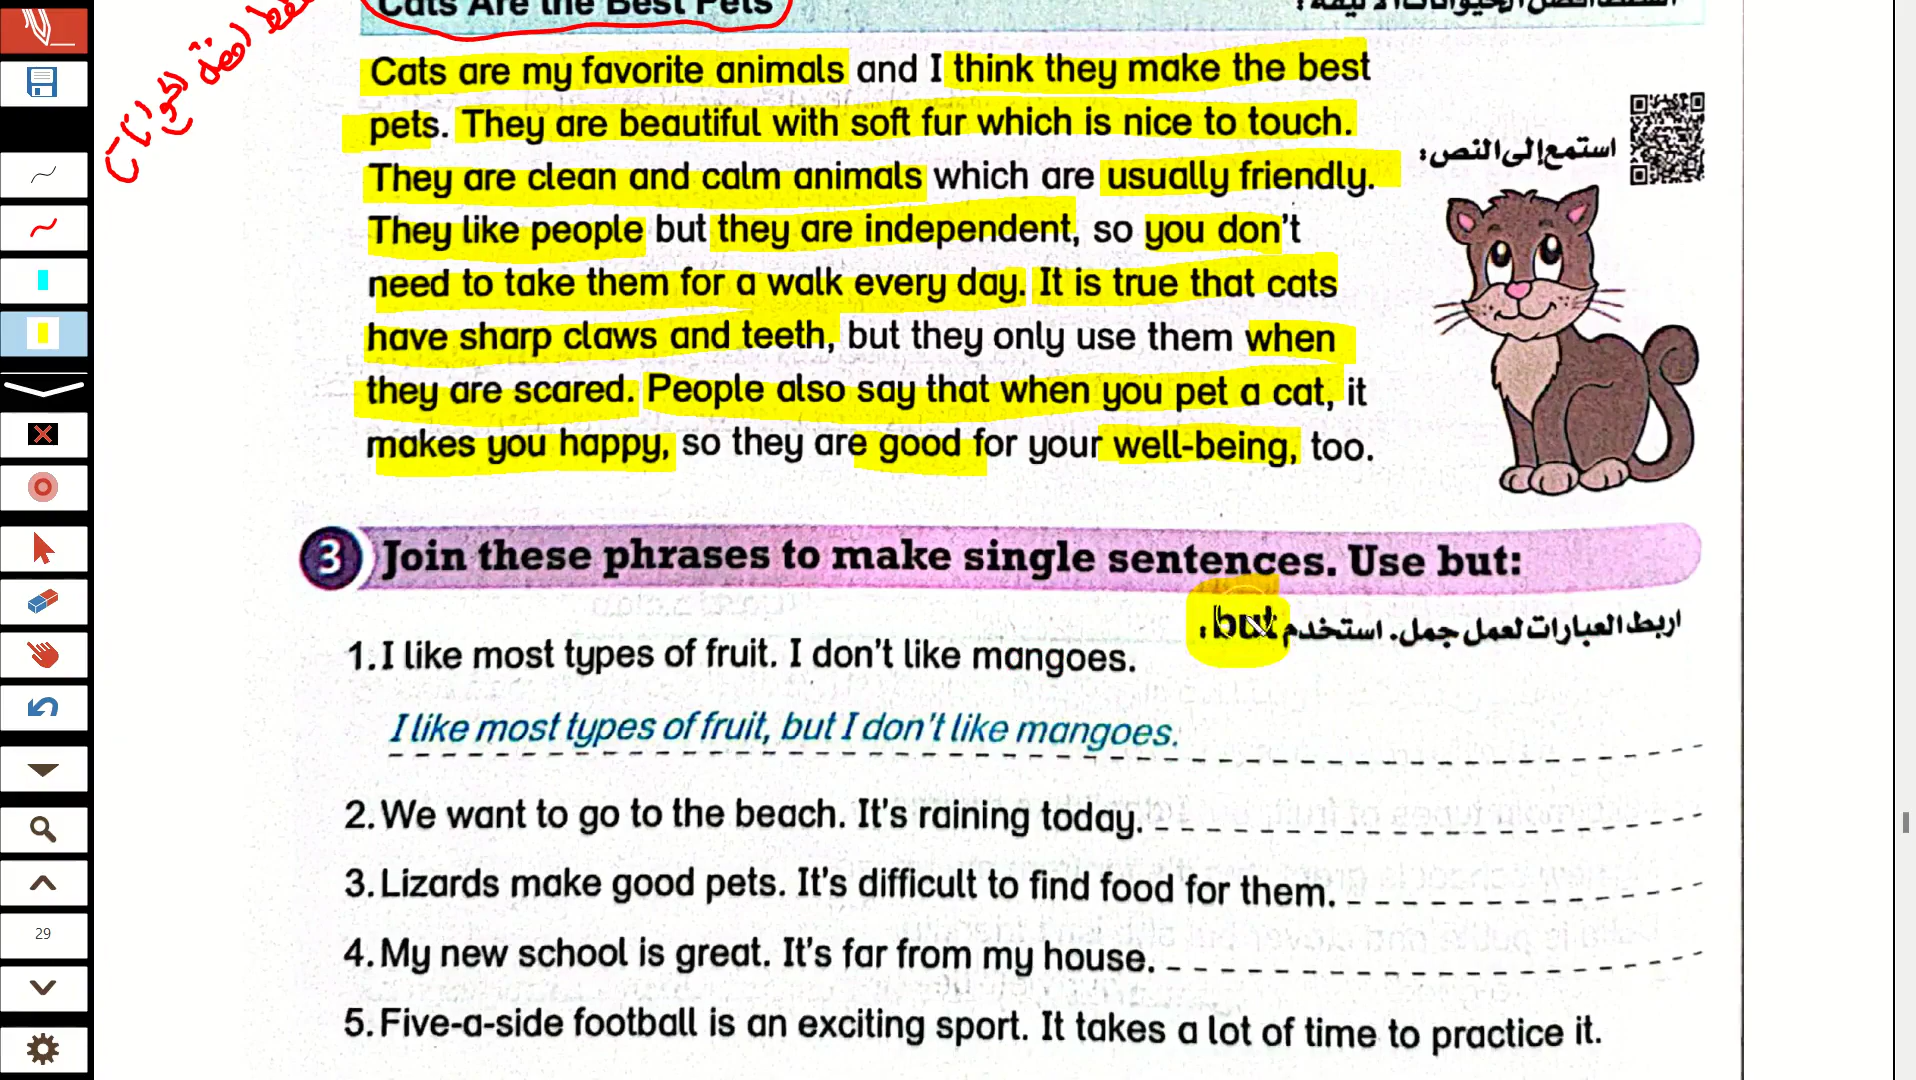 Cats Are the Best Pets
Cats are my favorite animals and I think they make the best
pets. They are beautiful with soft fur which is nice to touch.
They are clean and calm animals which are usually friendly.
They like people but they are independent, so you don't
need to take them for a walk every day. It is true that cats
have sharp claws and teeth, but they only use them when
they are scared. People also say that when you pet a cat, it
makes you happy, so they are good for your well-being, too.
استمع إلى النص:
3 Join these phrases to make single sentences. Use but:
اربط العبارات لعمل جمل. استخدم but:
1. I like most types of fruit. I don't like mangoes.
I like most types of fruit, but I don't like mangoes.
2. We want to go to the beach. It's raining today.
3. Lizards make good pets. It's difficult to find food for them.
4. My new school is great. It's far from my house.
5. Five-a-side football is an exciting sport. It takes a lot of time to practice it.
29